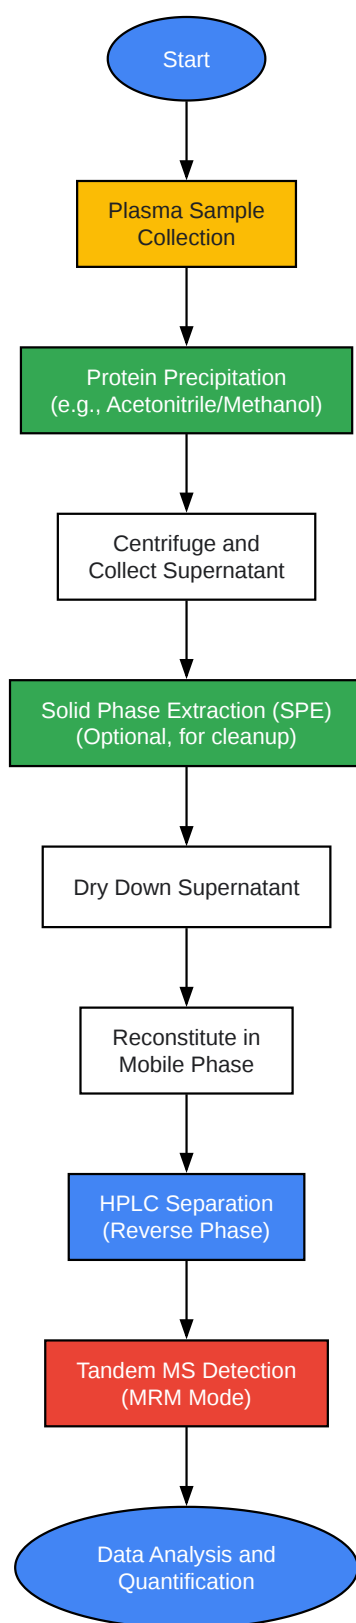 Start
Plasma Sample
Collection
Protein Precipitation
(e.g., Acetonitrile/Methanol)
Centrifuge and
Collect Supernatant
Solid Phase Extraction (SPE)
(Optional, for cleanup)
Dry Down Supernatant
Reconstitute in
Mobile Phase
HPLC Separation
(Reverse Phase)
Tandem MS Detection
(MRM Mode)
Data Analysis and
Quantification